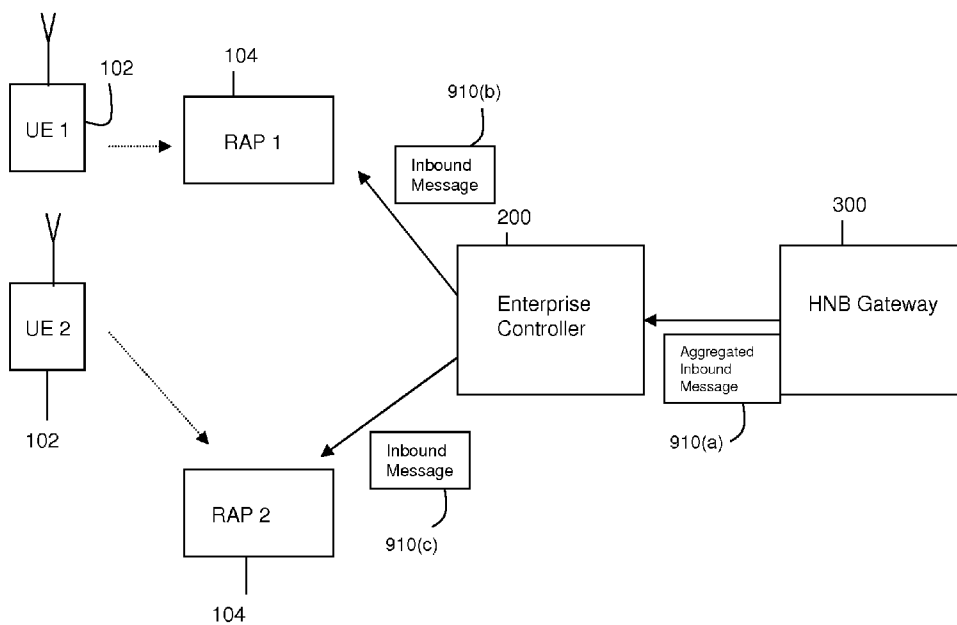 104
102
910(b)
UE 1
RAP 1
Inbound
Message
200
300
UE 2
Enterprise
Controller
HNB Gateway
Aggregated
Inbound
Message
102
910(a)
Inbound
Message
RAP 2
910(c)
104